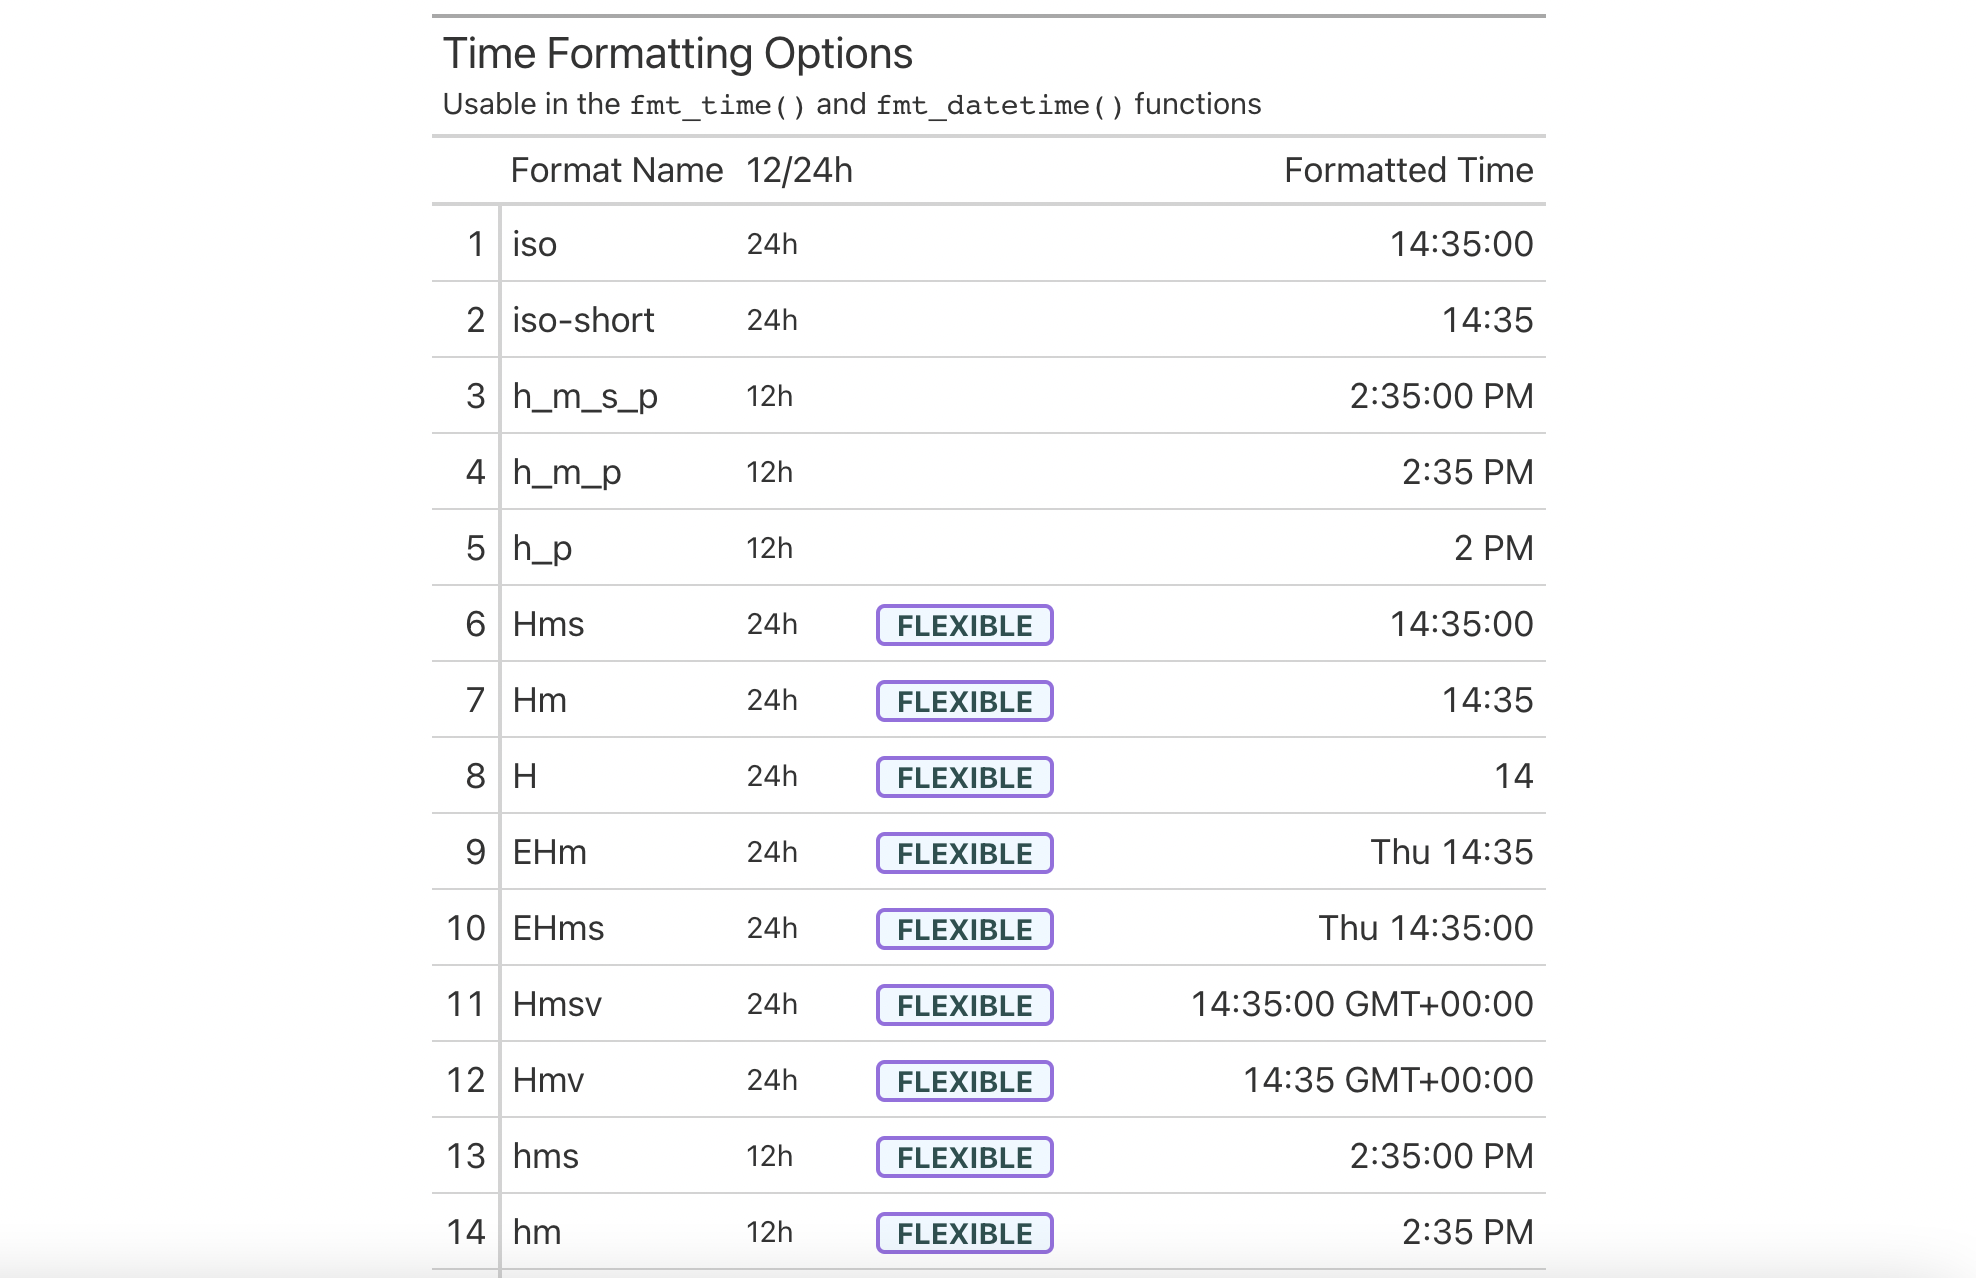 Time Formatting Options
Usable in the fmt_time() and fmt_datetime() functions
Format Name 12/24h Formatted Time
1 iso 24h 14:35:00
2 iso-short 24h 14:35
3 h_m_s_p 12h 2:35:00 PM
4 h_m_p 12h 2:35 PM
5 h_p 12h 2 PM
6 Hms 24h FLEXIBLE 14:35:00
7 Hm 24h FLEXIBLE 14:35
8 H 24h FLEXIBLE 14
9 EHm 24h FLEXIBLE Thu 14:35
10 EHms 24h FLEXIBLE Thu 14:35:00
11 Hmsv 24h FLEXIBLE 14:35:00 GMT+00:00
12 Hmv 24h FLEXIBLE 14:35 GMT+00:00
13 hms 12h FLEXIBLE 2:35:00 PM
14 hm 12h FLEXIBLE 2:35 PM